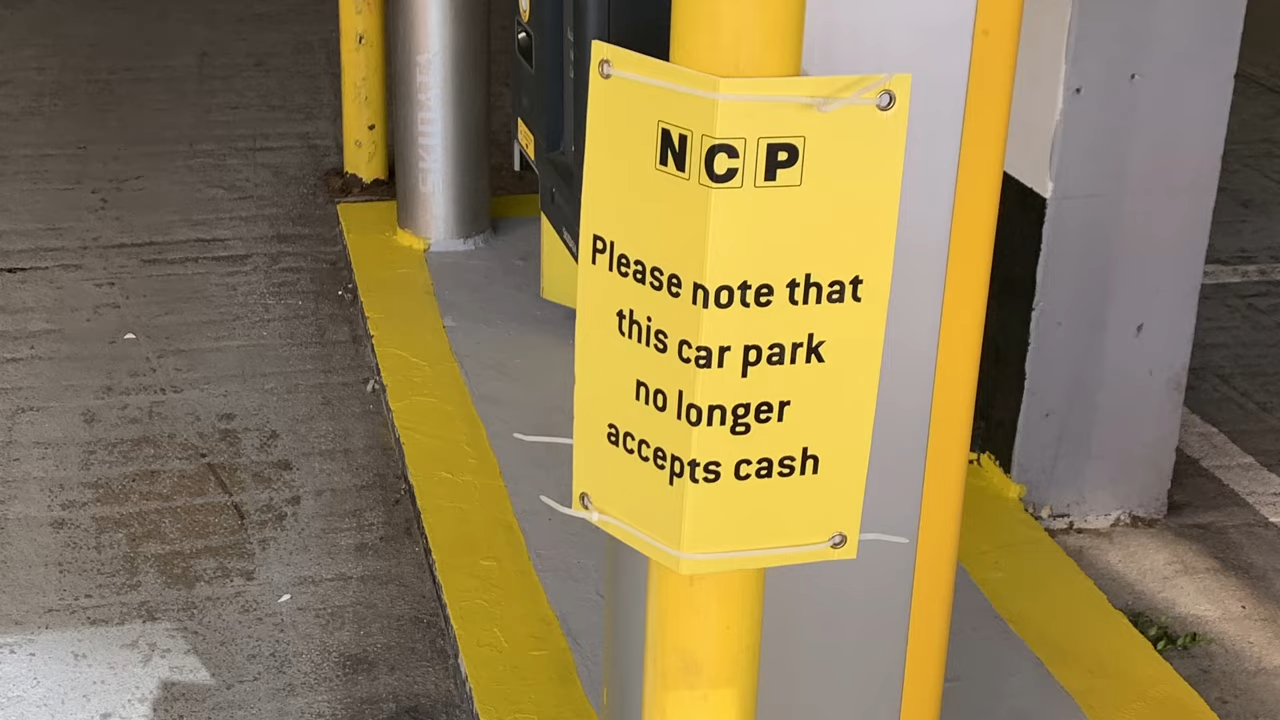 NCP
Please note that
this car park
no longer
accepts cash